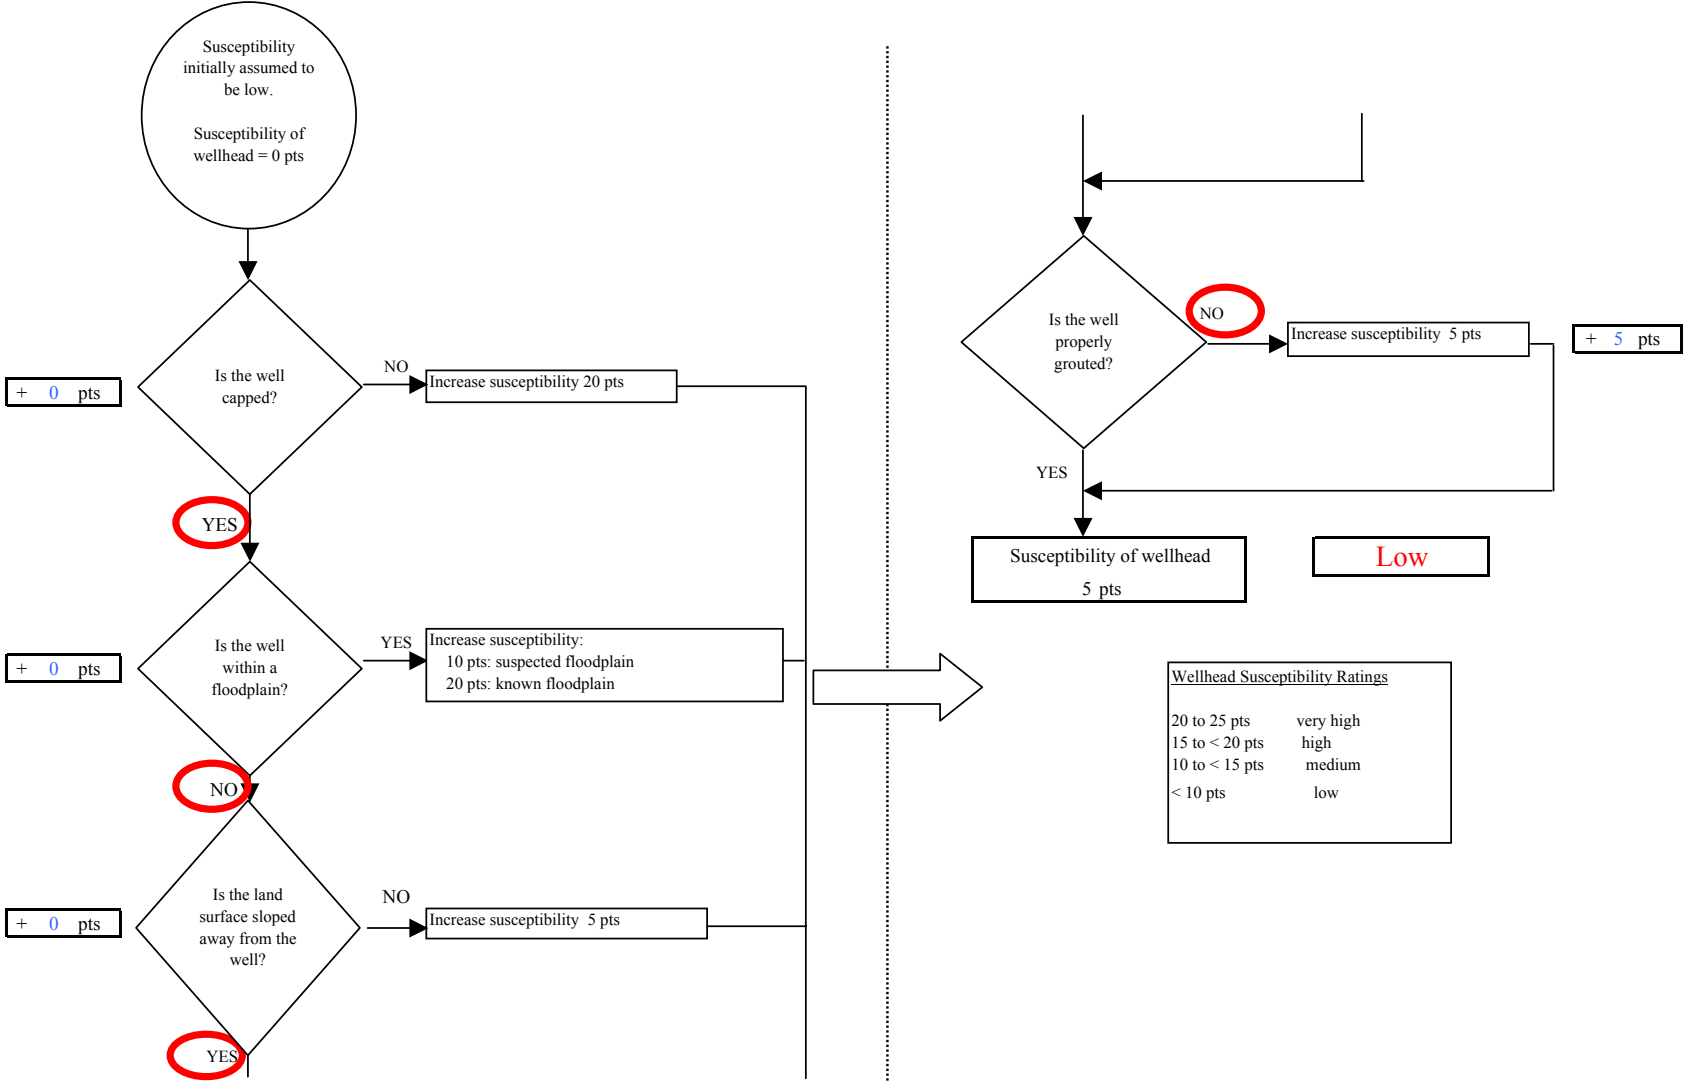 Susceptibility
initially assumed to
be low.
Susceptibility of
wellhead = 0 pts
Is the well
capped?
NO
Increase susceptibility 20 pts
+ 0 pts
YES
Is the well
within a
floodplain?
YES
Increase susceptibility:
10 pts: suspected floodplain
20 pts: known floodplain
+ 0 pts
NO
Is the land
surface sloped
away from the
well?
NO
Increase susceptibility 5 pts
+ 0 pts
YES
Is the well
properly
grouted?
NO
Increase susceptibility 5 pts
+ 5 pts
YES
Susceptibility of wellhead
5 pts
Low
Wellhead Susceptibility Ratings
20 to 25 pts very high
15 to < 20 pts high
10 to < 15 pts medium
< 10 pts low